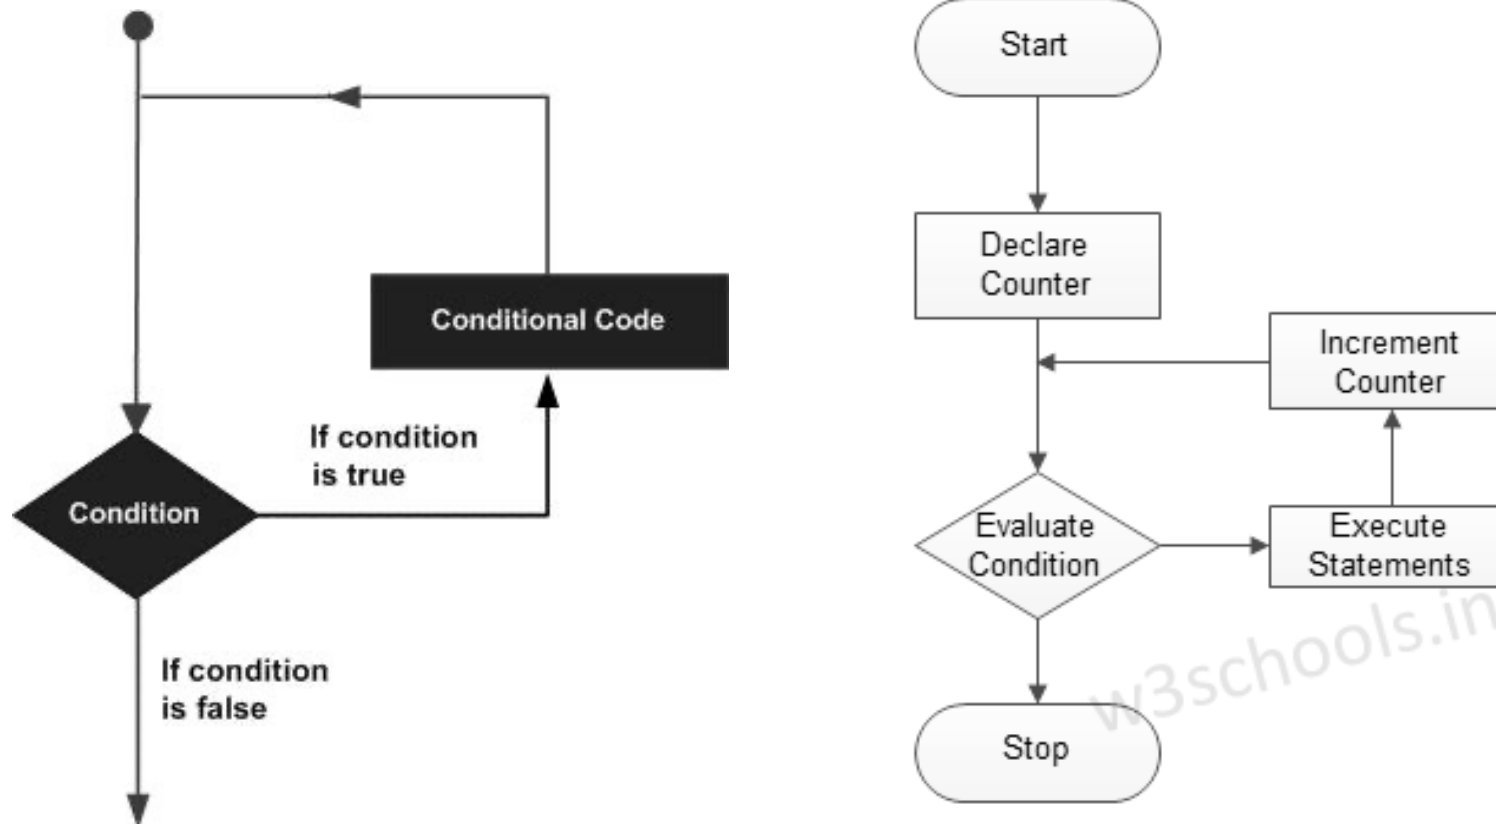 Conditional Code
If condition
is true
Condition
If condition
is false
Start
Declare
Counter
Increment
Counter
Evaluate
Condition
Execute
Statements
Stop
w3schools.in